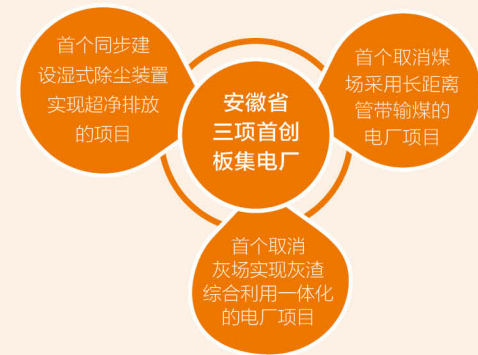 首个同步建
设湿式除尘装置
实现超净排放
的项目
安徽省
三项首创
板集电厂
首个取消煤
场采用长距离
管带输煤的
电厂项目
首个取消
灰场实现灰渣
综合利用一体化
的电厂项目